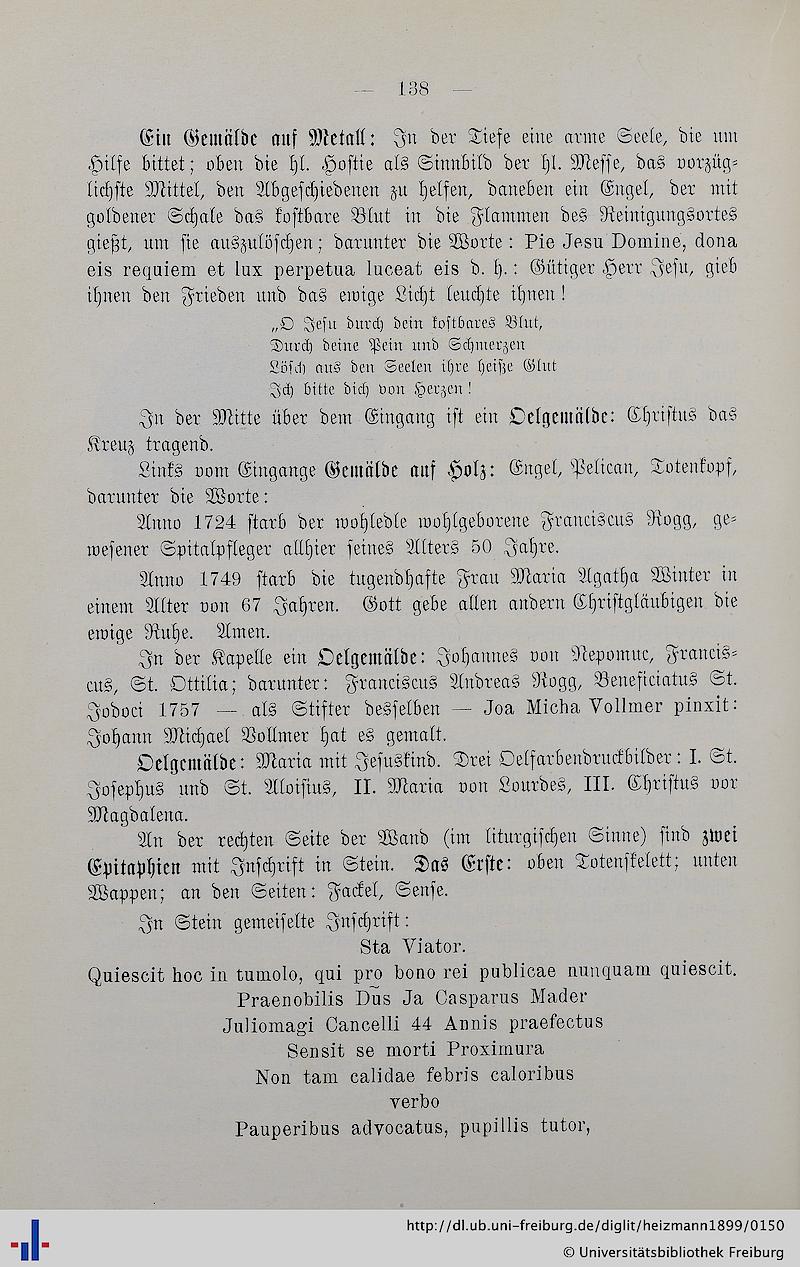 — 138 —
Ein Gemälde auf Metall: In der Tiefe eine arme Seele, die um
Hilfe bittet; oben die hl. Hostie als Sinnbild der hl. Messe, das vorzüg=
lichste Mittel, den Abgeschiedenen zu helfen, daneben ein Engel, der mit
goldener Schale das kostbare Blut in die Flammen des Reinigungsortes
gießt, um sie auszulöschen; darunter die Worte: Pie Jesu Domine, dona
eis requiem et lux perpetua luceat eis d. h.: Gütiger Herr Jesu, gieb
ihnen den Frieden und das ewige Licht leuchte ihnen!
„O Jesu durch dein kostbares Blut,
Durch deine Pein und Schmerzen
Lösch aus den Seelen ihre heiße Glut
Ich bitte dich von Herzen!
In der Mitte über dem Eingang ist ein Oelgemälde: Christus das
Kreuz tragend.
Links vom Eingange Gemälde auf Holz: Engel, Pelican, Totenkopf,
darunter die Worte:
Anno 1724 starb der wohledle wohlgeborene Franciscus Rogg, ge=
wesener Spitalpfleger allhier seines Alters 50 Jahre.
Anno 1749 starb die tugendhafte Frau Maria Agatha Winter in
einem Alter von 67 Jahren. Gott gebe allen andern Christgläubigen die
ewige Ruhe. Amen.
In der Kapelle ein Oelgemälde: Johannes von Nepomuc, Francis=
cus, St. Ottilia; darunter: Franciscus Andreas Rogg, Beneficiatus St.
Jodoci 1757 — als Stifter desselben — Joa Micha Vollmer pinxit:
Johann Michael Vollmer hat es gemalt.
Oelgemälde: Maria mit Jesuskind. Drei Oelfarbendruckbilder: I. St.
Josephus und St. Aloisius, II. Maria von Lourdes, III. Christus vor
Magdalena.
An der rechten Seite der Wand (im liturgischen Sinne) sind zwei
Epitaphien mit Inschrift in Stein. Das Erste: oben Totenskelett; unten
Wappen; an den Seiten: Fackel, Sense.
In Stein gemeiselte Inschrift:
Sta Viator.
Quiescit hoc in tumolo, qui pro bono rei publicae nunquam quiescit.
Praenobilis Dūs Ja Casparus Mader
Juliomagi Cancelli 44 Annis praefectus
Sensit se morti Proximura
Non tam calidae febris caloribus
verbo
Pauperibus advocatus, pupillis tutor,
http://dl.ub.uni-freiburg.de/diglit/heizmann1899/0150
© Universitätsbibliothek Freiburg